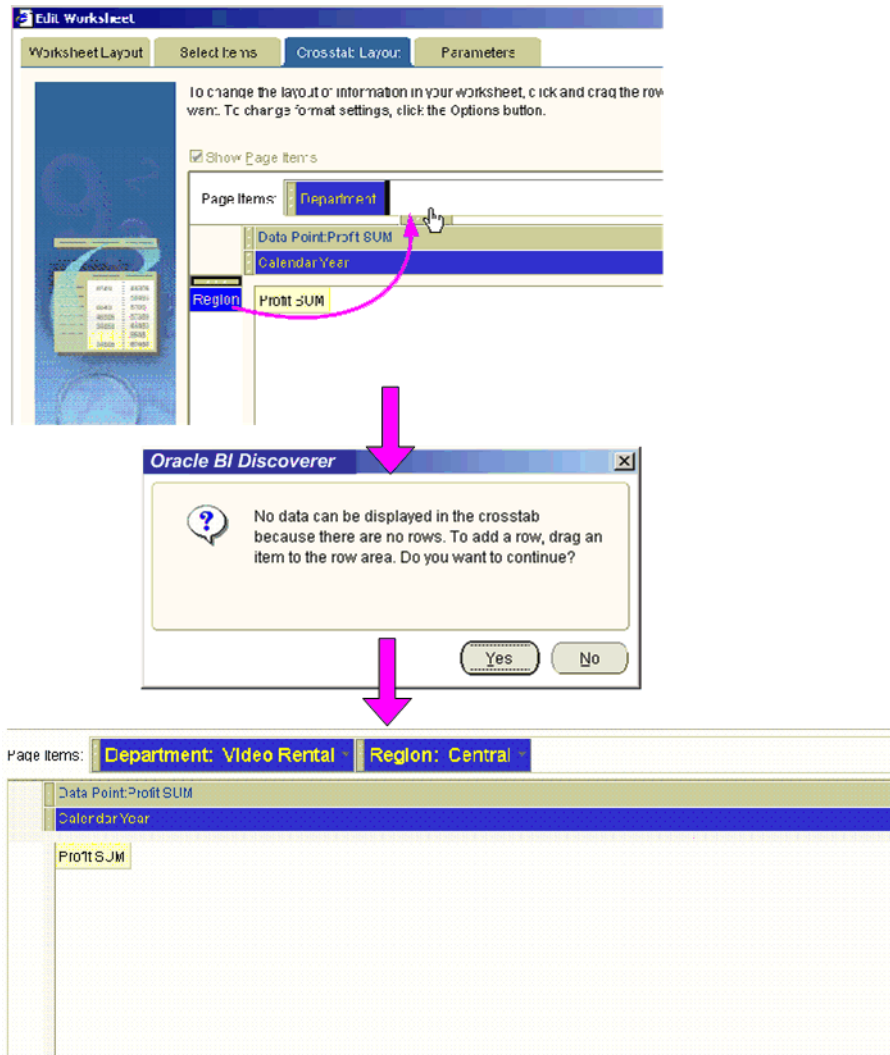 Edit Worksheet
Worksheet Layout Select Items Crosstab Layout Parameters
To change the layout of information in your worksheet, click and drag the row
want. To change format settings, click the Options button.
Show Page Items
Page Items: Department
Data Point:Profit SUM
Calendar Year
Region Profit SUM
Oracle BI Discoverer
No data can be displayed in the crosstab
because there are no rows. To add a row, drag an
item to the row area. Do you want to continue?
Yes No
Page Items: Department: Video Rental Region: Central
Data Point:Profit SUM
Calendar Year
Profit SUM